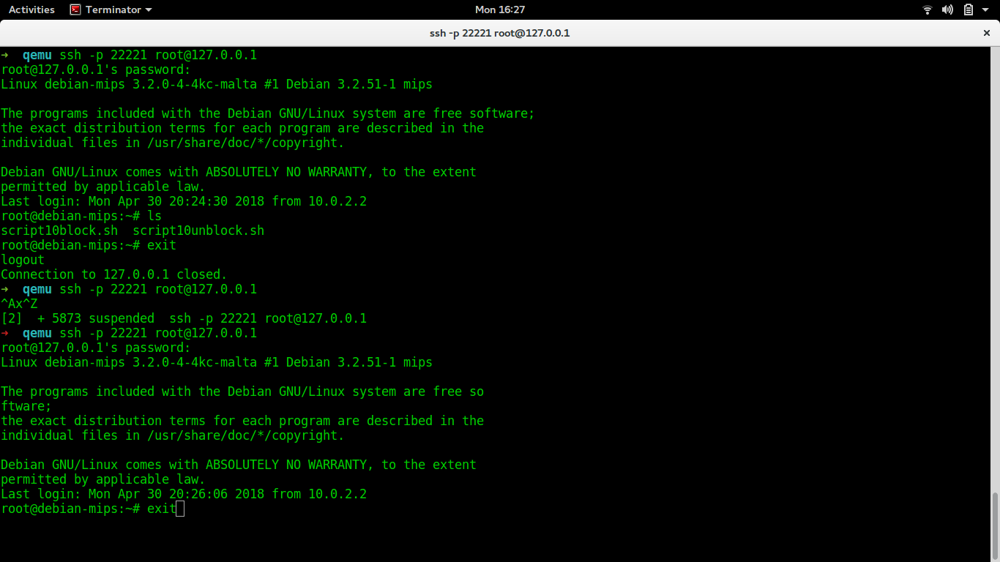 Activities Terminator Mon 16:27
ssh -p 22221 root@127.0.0.1 ×
➜  qemu ssh -p 22221 root@127.0.0.1
root@127.0.0.1's password:
Linux debian-mips 3.2.0-4-4kc-malta #1 Debian 3.2.51-1 mips

The programs included with the Debian GNU/Linux system are free software;
the exact distribution terms for each program are described in the
individual files in /usr/share/doc/*/copyright.

Debian GNU/Linux comes with ABSOLUTELY NO WARRANTY, to the extent
permitted by applicable law.
Last login: Mon Apr 30 20:24:30 2018 from 10.0.2.2
root@debian-mips:~# ls
script10block.sh  script10unblock.sh
root@debian-mips:~# exit
logout
Connection to 127.0.0.1 closed.
➜  qemu ssh -p 22221 root@127.0.0.1
^Ax^Z
[2]  + 5873 suspended  ssh -p 22221 root@127.0.0.1
➜  qemu ssh -p 22221 root@127.0.0.1
root@127.0.0.1's password:
Linux debian-mips 3.2.0-4-4kc-malta #1 Debian 3.2.51-1 mips

The programs included with the Debian GNU/Linux system are free so
ftware;
the exact distribution terms for each program are described in the
individual files in /usr/share/doc/*/copyright.

Debian GNU/Linux comes with ABSOLUTELY NO WARRANTY, to the extent
permitted by applicable law.
Last login: Mon Apr 30 20:26:06 2018 from 10.0.2.2
root@debian-mips:~# exit